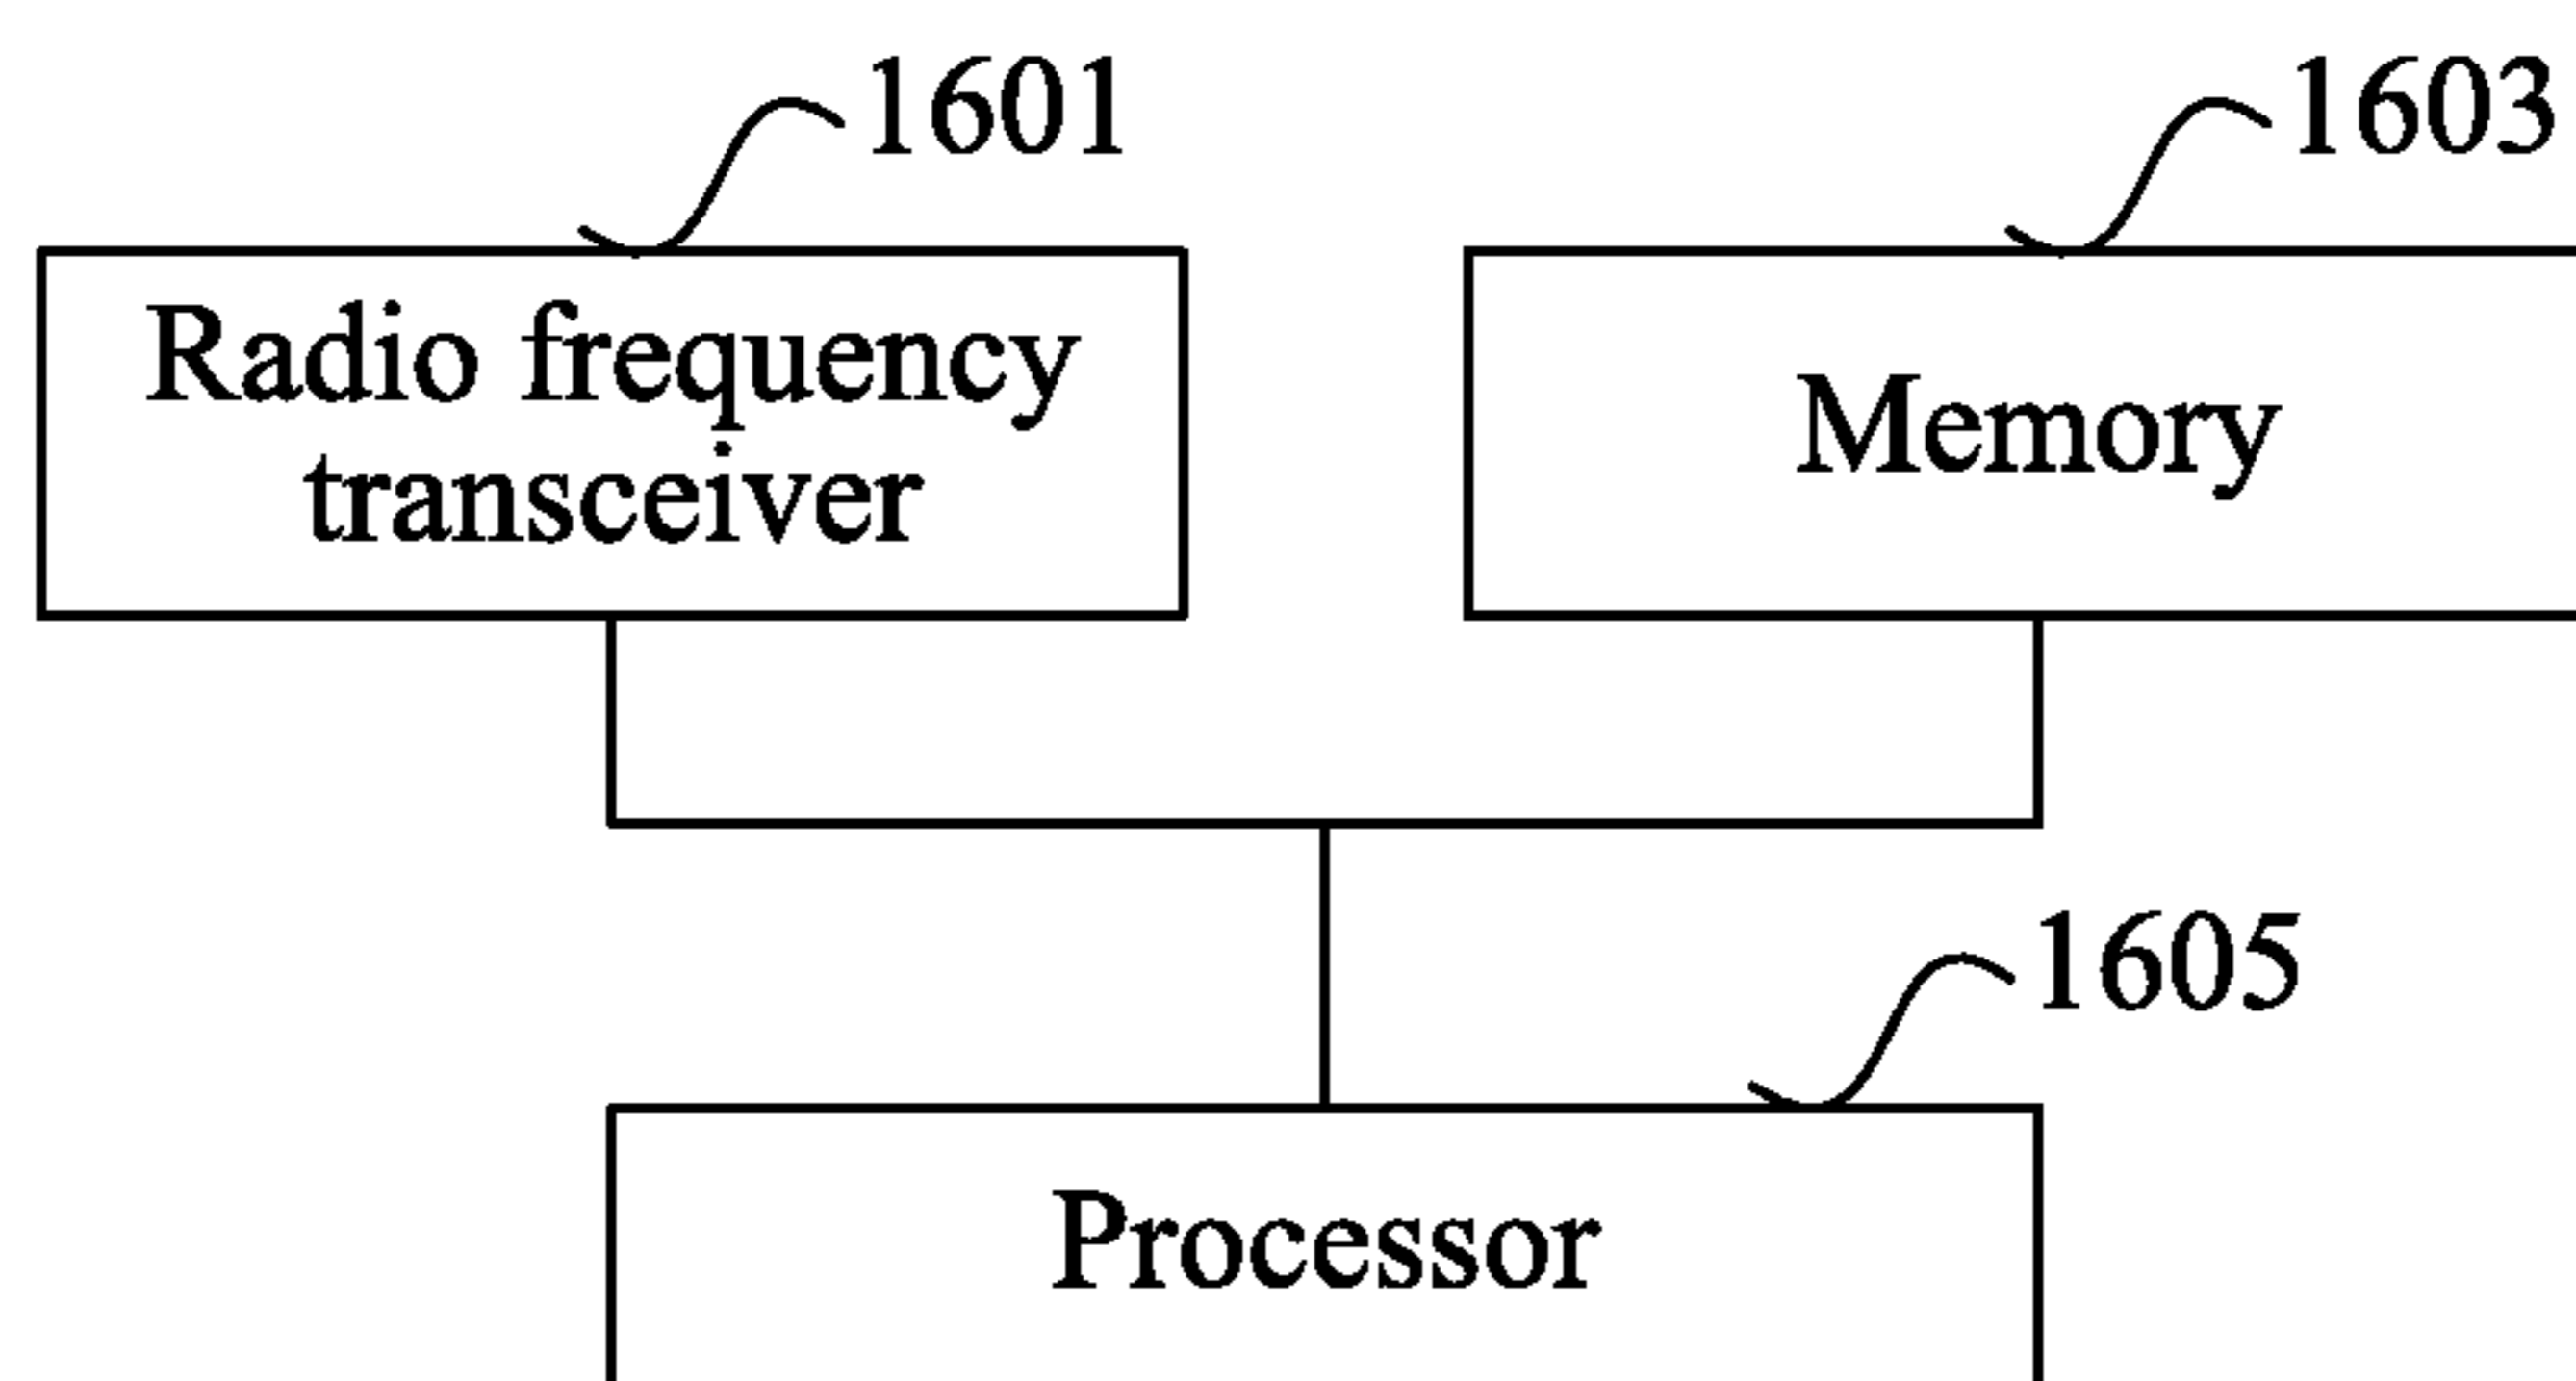 1601
1603
Radio frequency
transceiver
Memory
1605
Processor